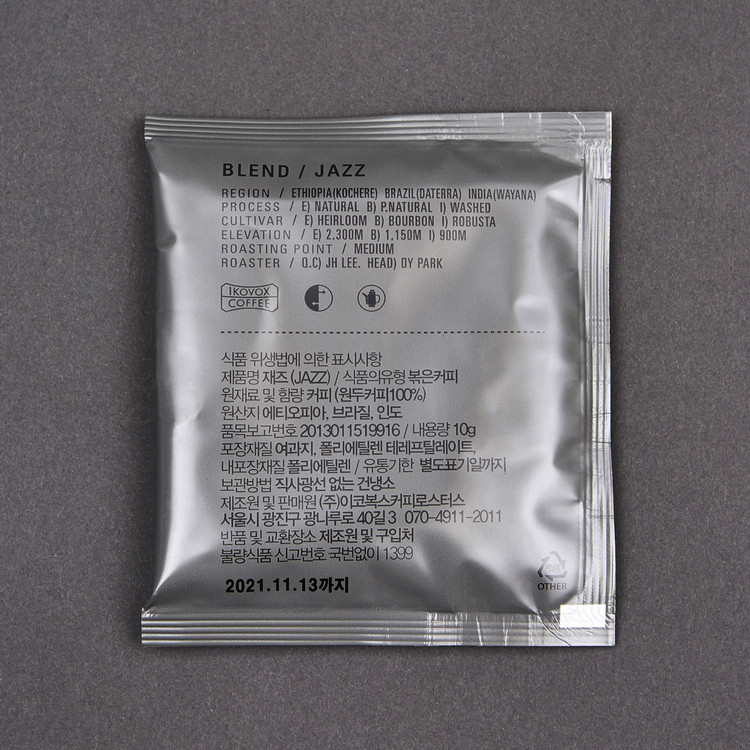 BLEND / JAZZ
REGION / ETHIOPIA(KOCHERE) BRAZIL(DATERRA) INDIA(WAYANA)
PROCESS / E) NATURAL B) P.NATURAL I) WASHED
CULTIVAR / E) HEIRLOOM B) BOURBON I) ROBUSTA
ELEVATION / E) 2,300M B) 1,150M I) 900M
ROASTING POINT / MEDIUM
ROASTER / Q.C) JH LEE. HEAD) DY PARK
IKOVOX
COFFEE
식품 위생법에 의한 표시사항
제품명 재즈 (JAZZ) / 식품의유형 볶은커피
원재료 및 함량 커피 (원두커피100%)
원산지 에티오피아, 브라질, 인도
품목보고번호 2013011519916 / 내용량 10g
포장재질 여과지, 폴리에틸렌 테레프탈레이트,
내포장재질 폴리에틸렌 / 유통기한 별도표기일까지
보관방법 직사광선 없는 건냉소
제조원 및 판매원 (주)이코복스커피로스터스
서울시 광진구 광나루로 40길 3 070-4911-2011
반품 및 교환장소 제조원 및 구입처
불량식품 신고번호 국번없이 1399
2021.11.13까지
OTHER